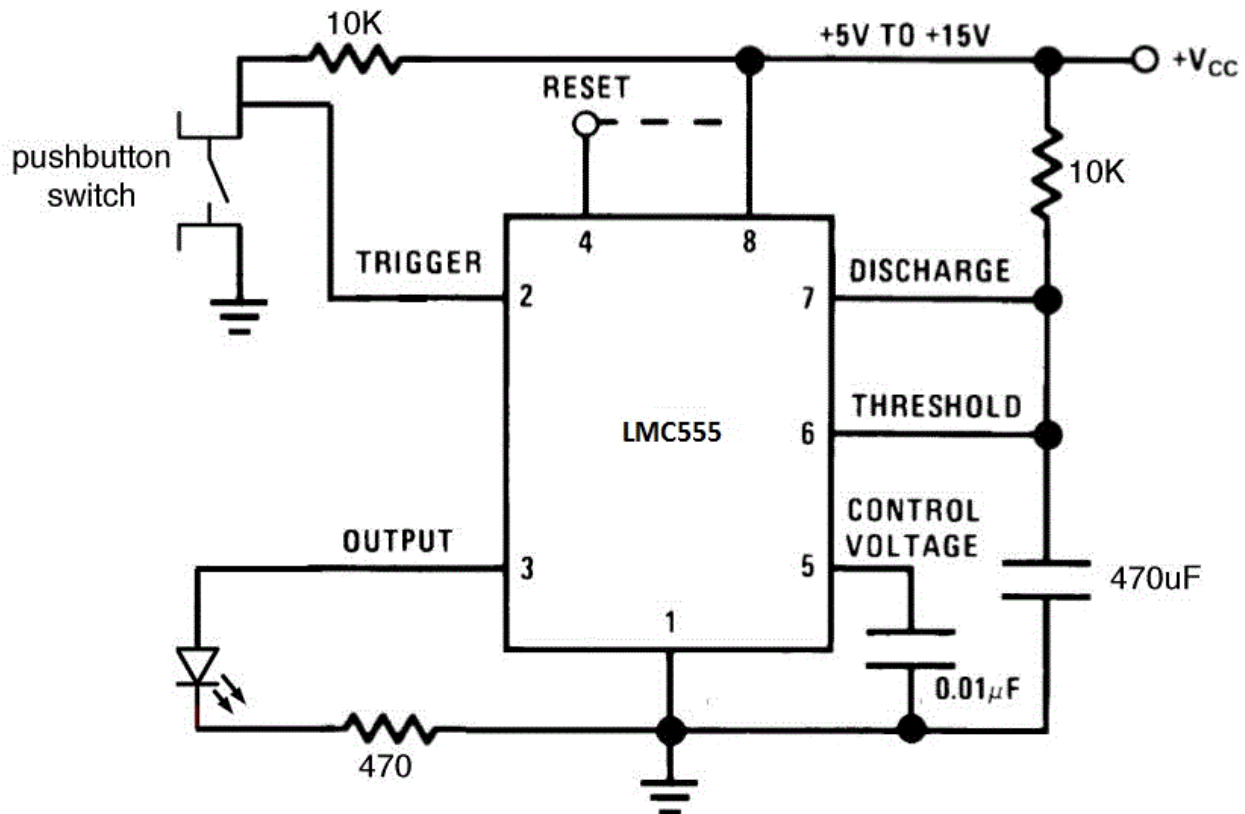 10K
+5V TO +15V
+VCC
RESET
pushbutton
switch
10K
4
8
TRIGGER
DISCHARGE
2
7
THRESHOLD
LMC555
6
CONTROL
VOLTAGE
OUTPUT
3
5
470uF
1
0.01μF
470